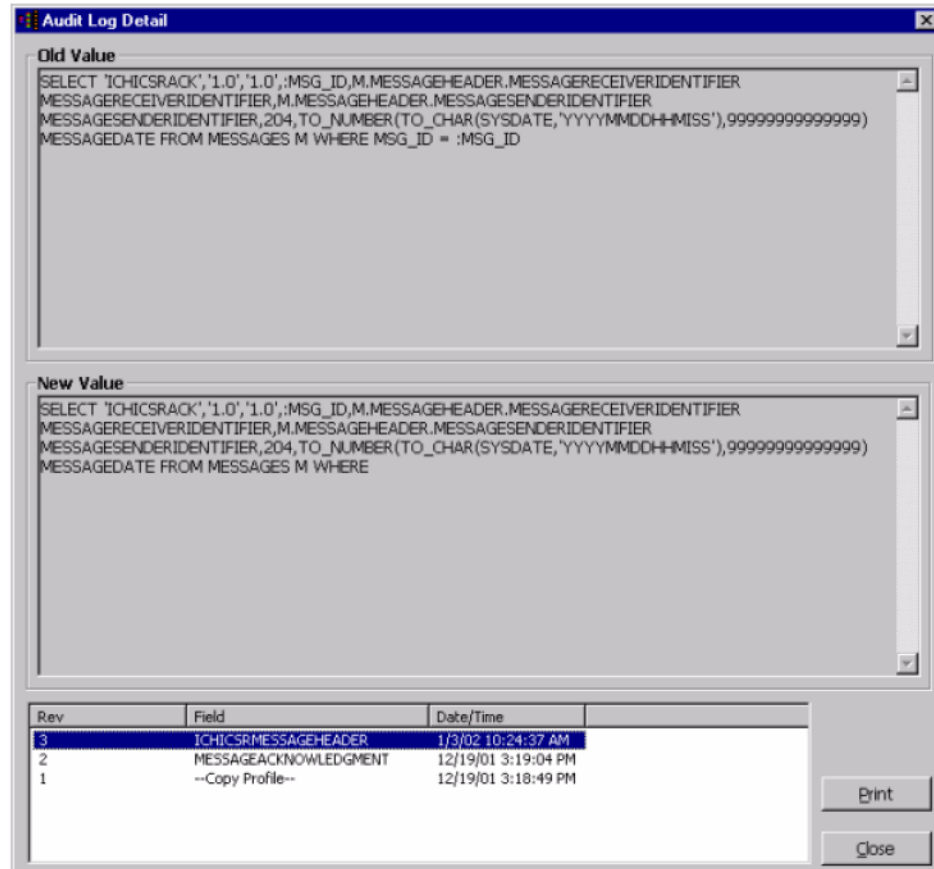 Audit Log Detail
Old Value
SELECT 'ICHICSRACK','1.0','1.0',:MSG_ID,M.MESSAGEHEADER.MESSAGERECEIVERIDENTIFIER
MESSAGERECEIVERIDENTIFIER,M.MESSAGEHEADER.MESSAGESENDERIDENTIFIER
MESSAGESENDERIDENTIFIER,204,TO_NUMBER(TO_CHAR(SYSDATE,'YYYYMMDDHHMISS'),99999999999999)
MESSAGEDATE FROM MESSAGES M WHERE MSG_ID = :MSG_ID
New Value
SELECT 'ICHICSRACK','1.0','1.0',:MSG_ID,M.MESSAGEHEADER.MESSAGERECEIVERIDENTIFIER
MESSAGERECEIVERIDENTIFIER,M.MESSAGEHEADER.MESSAGESENDERIDENTIFIER
MESSAGESENDERIDENTIFIER,204,TO_NUMBER(TO_CHAR(SYSDATE,'YYYYMMDDHHMISS'),99999999999999)
MESSAGEDATE FROM MESSAGES M WHERE
Rev Field Date/Time
3 ICHICSRMESSAGEHEADER 1/3/02 10:24:37 AM
2 MESSAGEACKNOWLEDGMENT 12/19/01 3:19:04 PM
1 --Copy Profile-- 12/19/01 3:18:49 PM
Print
Close